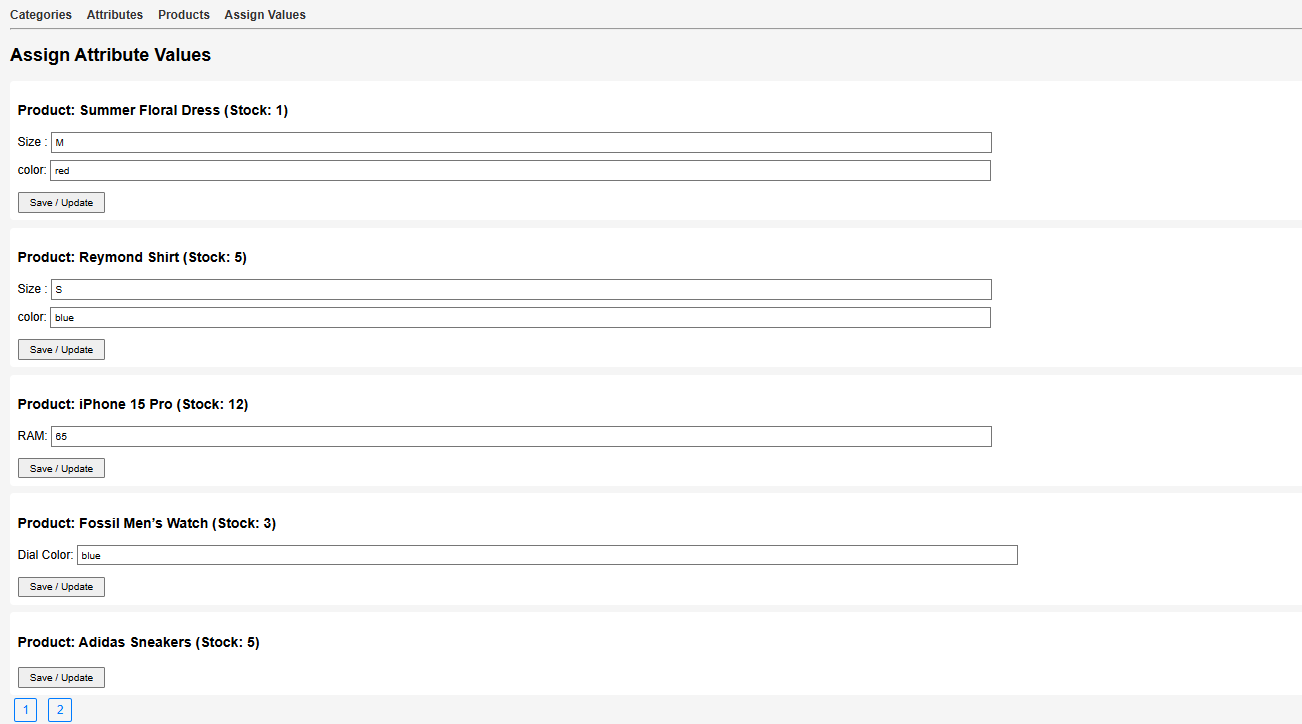 Categories Attributes Products Assign Values
Assign Attribute Values
Product: Summer Floral Dress (Stock: 1)
Size : M
color: red
Save / Update
Product: Reymond Shirt (Stock: 5)
Size : S
color: blue
Save / Update
Product: iPhone 15 Pro (Stock: 12)
RAM: 65
Save / Update
Product: Fossil Men’s Watch (Stock: 3)
Dial Color: blue
Save / Update
Product: Adidas Sneakers (Stock: 5)
Save / Update
1 2